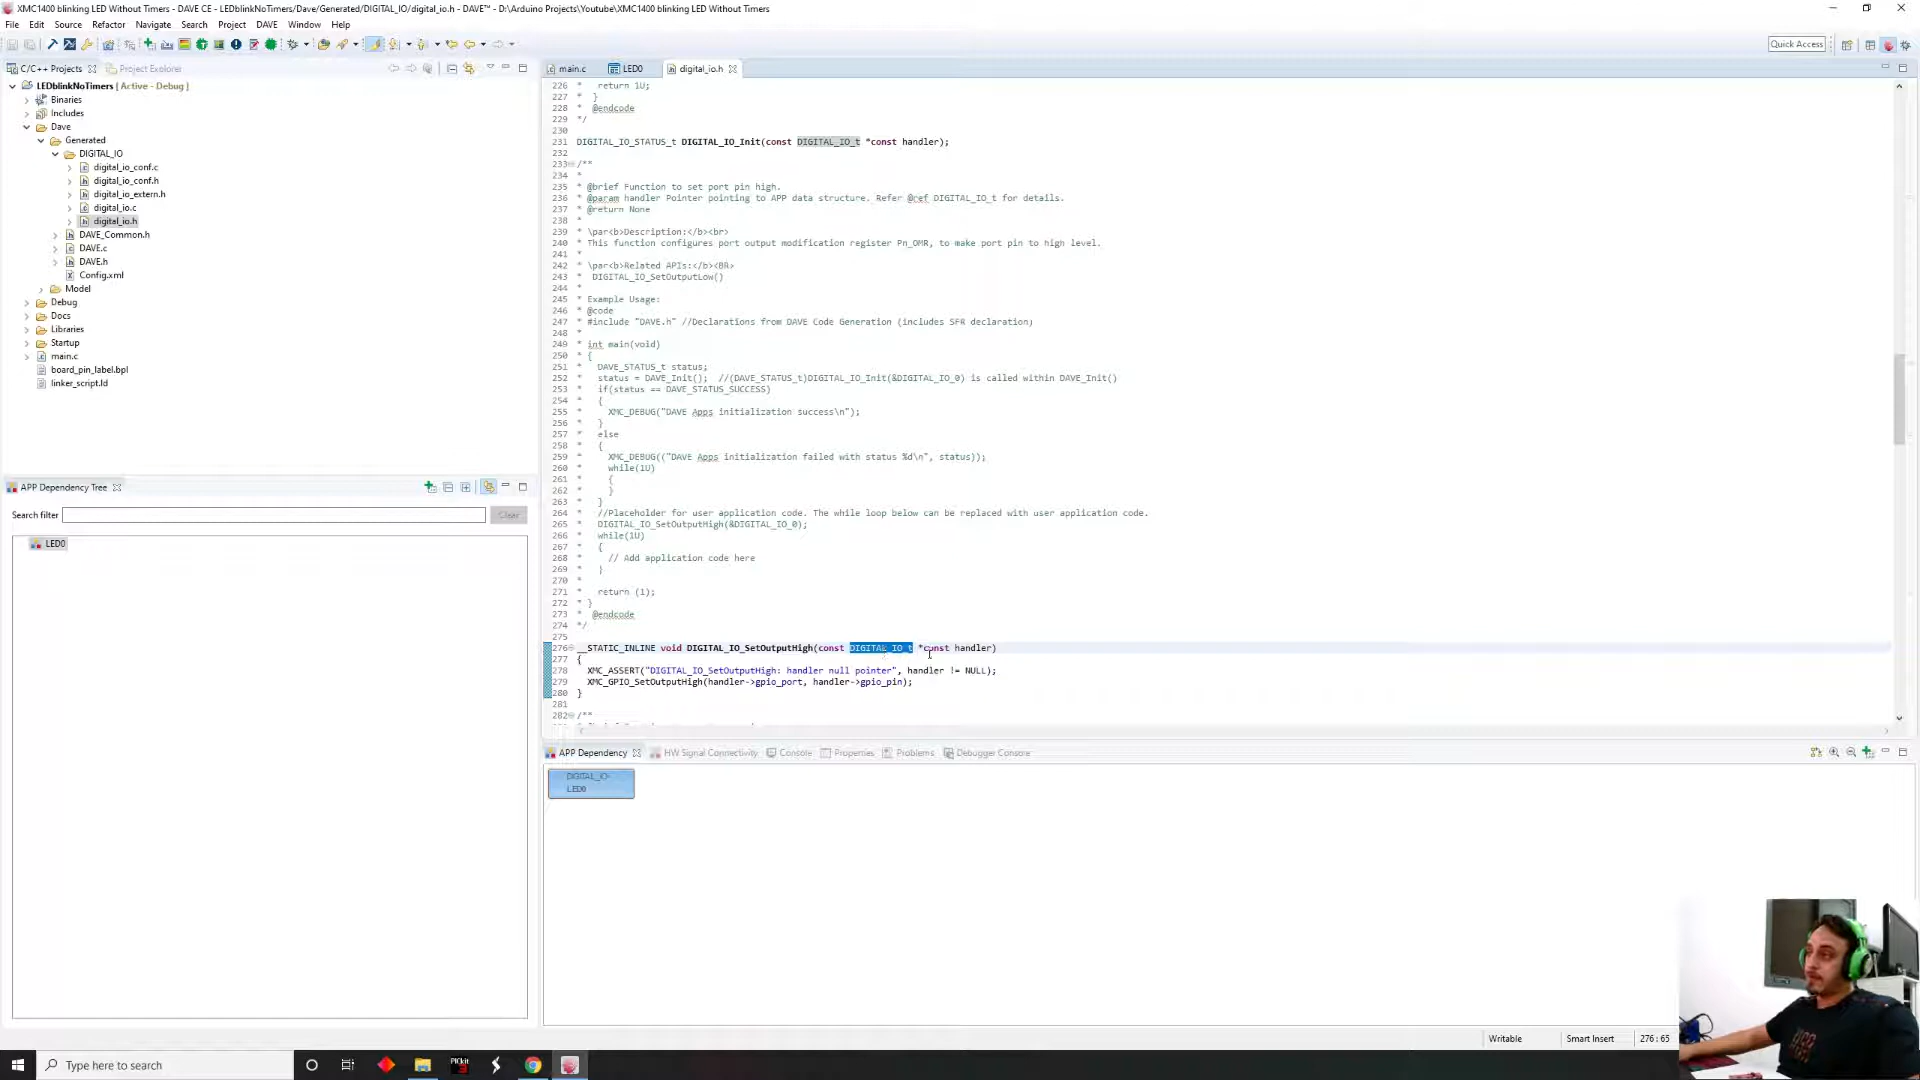 XMC1400 blinking LED Without Timers - DAVE CE - LEDblinkNoTimers/Dave/Generated/DIGITAL_IO/digital_io.h - DAVE™ - D:\Arduino Projects\Youtube\XMC1400 blinking LED Without Timers
File Edit Source Refactor Navigate Search Project DAVE Window Help
Quick Access
C/C++ Projects Project Explorer
LEDblinkNoTimers [ Active - Debug ]
Binaries
Includes
Dave
Generated
DIGITAL_IO
digital_io_conf.c
digital_io_conf.h
digital_io_extern.h
digital_io.c
digital_io.h
DAVE_Common.h
DAVE.c
DAVE.h
Config.xml
Model
Debug
Docs
Libraries
Startup
main.c
board_pin_label.bpl
linker_script.ld
APP Dependency Tree
Search filter Clear
LED0
main.c LED0 digital_io.h
226 * return 1U;
227 * }
228 * @endcode
229 */
230
231 DIGITAL_IO_STATUS_t DIGITAL_IO_Init(const DIGITAL_IO_t *const handler);
232
233 /**
234 *
235 * @brief Function to set port pin high.
236 * @param handler Pointer pointing to APP data structure. Refer @ref DIGITAL_IO_t for details.
237 * @return None
238 *
239 * \par<b>Description:</b><br>
240 * This function configures port output modification register Pn_OMR, to make port pin to high level.
241 *
242 * \par<b>Related APIs:</b><BR>
243 * DIGITAL_IO_SetOutputLow()
244 *
245 * Example Usage:
246 * @code
247 * #include "DAVE.h" //Declarations from DAVE Code Generation (includes SFR declaration)
248 *
249 * int main(void)
250 * {
251 * DAVE_STATUS_t status;
252 * status = DAVE_Init(); //(DAVE_STATUS_t)DIGITAL_IO_Init(&DIGITAL_IO_0) is called within DAVE_Init()
253 * if(status == DAVE_STATUS_SUCCESS)
254 * {
255 * XMC_DEBUG("DAVE Apps initialization success\n");
256 * }
257 * else
258 * {
259 * XMC_DEBUG(("DAVE Apps initialization failed with status %d\n", status));
260 * while(1U)
261 * {
262 * }
263 * }
264 * //Placeholder for user application code. The while loop below can be replaced with user application code.
265 * DIGITAL_IO_SetOutputHigh(&DIGITAL_IO_0);
266 * while(1U)
267 * {
268 * // Add application code here
269 * }
270 *
271 * return (1);
272 * }
273 * @endcode
274 */
275
276 __STATIC_INLINE void DIGITAL_IO_SetOutputHigh(const DIGITAL_IO_t *const handler)
277 {
278 XMC_ASSERT("DIGITAL_IO_SetOutputHigh: handler null pointer", handler != NULL);
279 XMC_GPIO_SetOutputHigh(handler->gpio_port, handler->gpio_pin);
280 }
281
282 /**
APP Dependency HW Signal Connectivity Console Properties Problems Debugger Console
DIGITAL_IO
LED0
Writable Smart Insert 276 : 65
Type here to search
PICkit
3